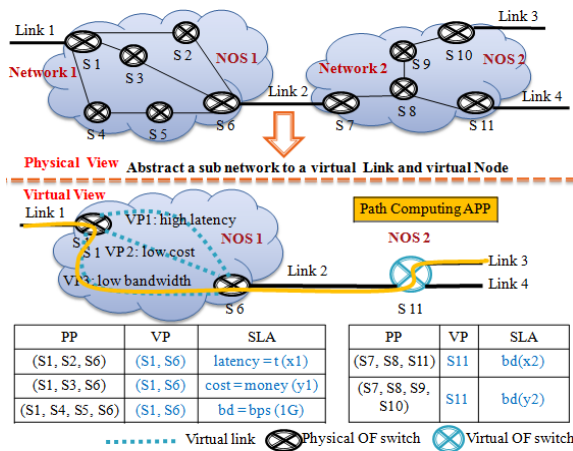 Link 1
S 1
S 2
S 3
Network 1
NOS 1
S 4
S 5
S 6
Link 2
Network 2
S 7
S 8
S 9
S 10
NOS 2
S 11
Link 3
Link 4
Physical View
Abstract a sub network to a virtual Link and virtual Node
Virtual View
Link 1
S
S 1
VP1: high latency
VP2: low cost
VP3: low bandwidth
NOS 1
S 6
Link 2
Path Computing APP
NOS 2
S 11
Link 3
Link 4
PP VP SLA
(S1, S2, S6) (S1, S6) latency = t (x1)
(S1, S3, S6) (S1, S6) cost = money (y1)
(S1, S4, S5, S6) (S1, S6) bd = bps (1G)
PP VP SLA
(S7, S8, S11) S11 bd(x2)
(S7, S8, S9, S10) S11 bd(y2)
Virtual link
Physical OF switch
Virtual OF switch